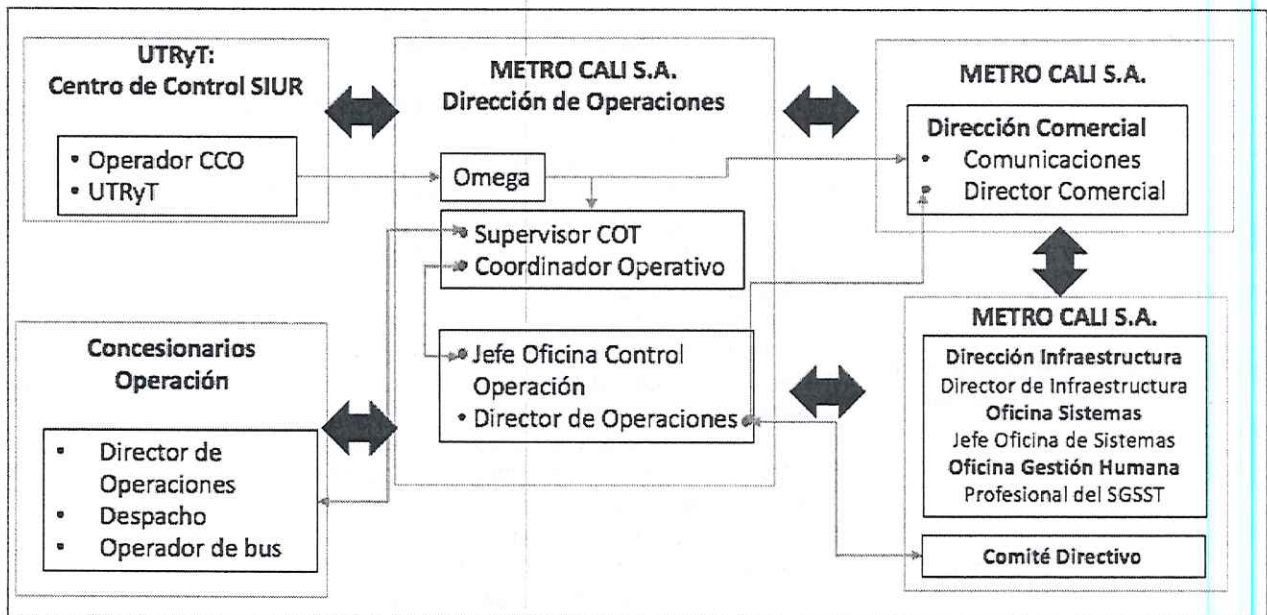 UTRyT:
Centro de Control SIUR
• Operador CCO
• UTRyT
METRO CALI S.A.
Dirección de Operaciones
Omega
• Supervisor COT
• Coordinador Operativo
• Jefe Oficina Control
Operación
• Director de Operaciones
METRO CALI S.A.
Dirección Comercial
• Comunicaciones
• Director Comercial
Concesionarios
Operación
• Director de
Operaciones
• Despacho
• Operador de bus
METRO CALI S.A.
Dirección Infraestructura
Director de Infraestructura
Oficina Sistemas
Jefe Oficina de Sistemas
Oficina Gestión Humana
Profesional del SGSST
Comité Directivo